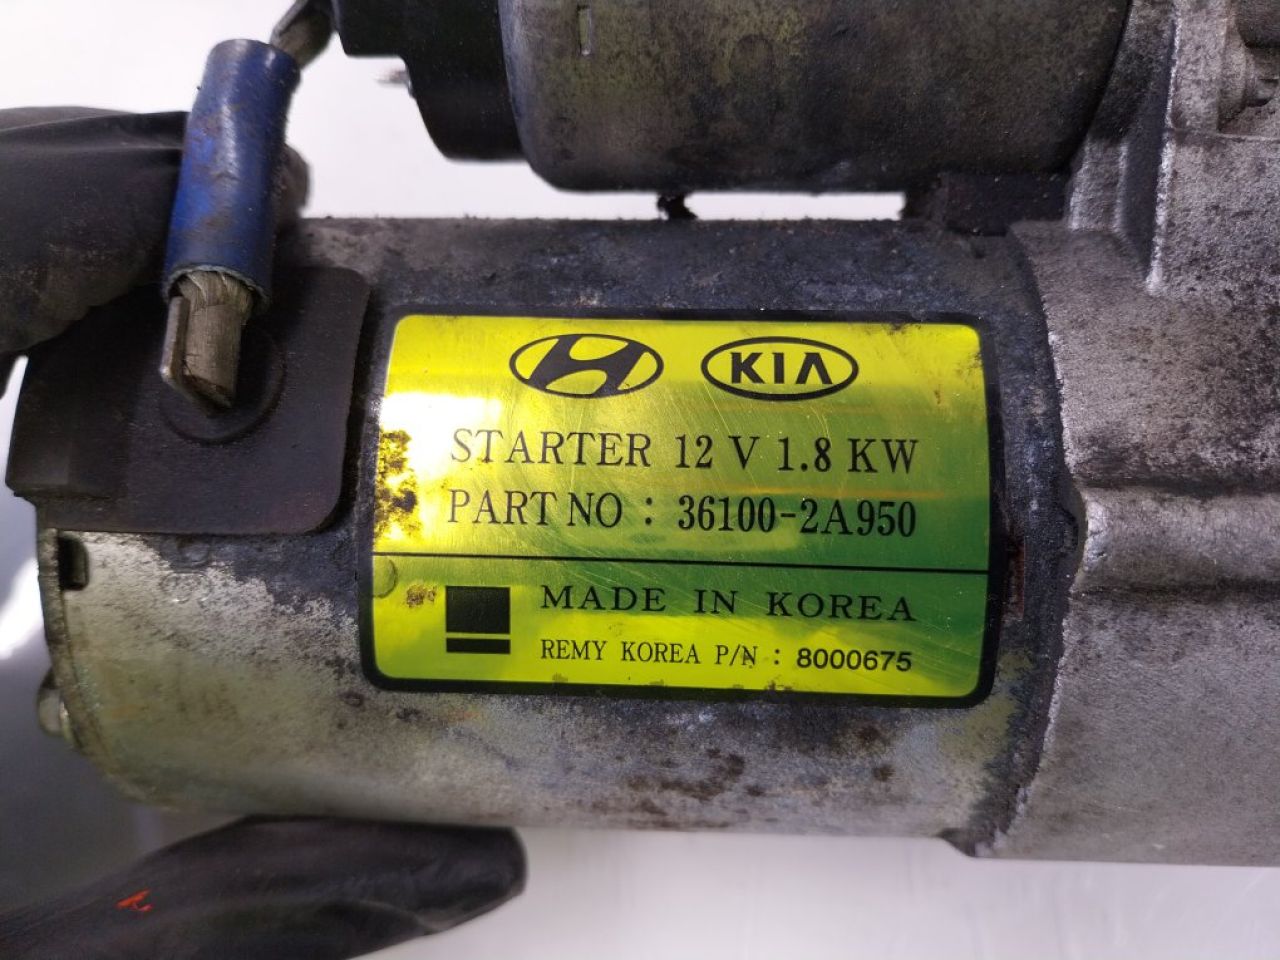 KIA
STARTER 12 V 1.8 KW
PART NO : 36100-2A950
MADE IN KOREA
REMY KOREA P/N : 8000675